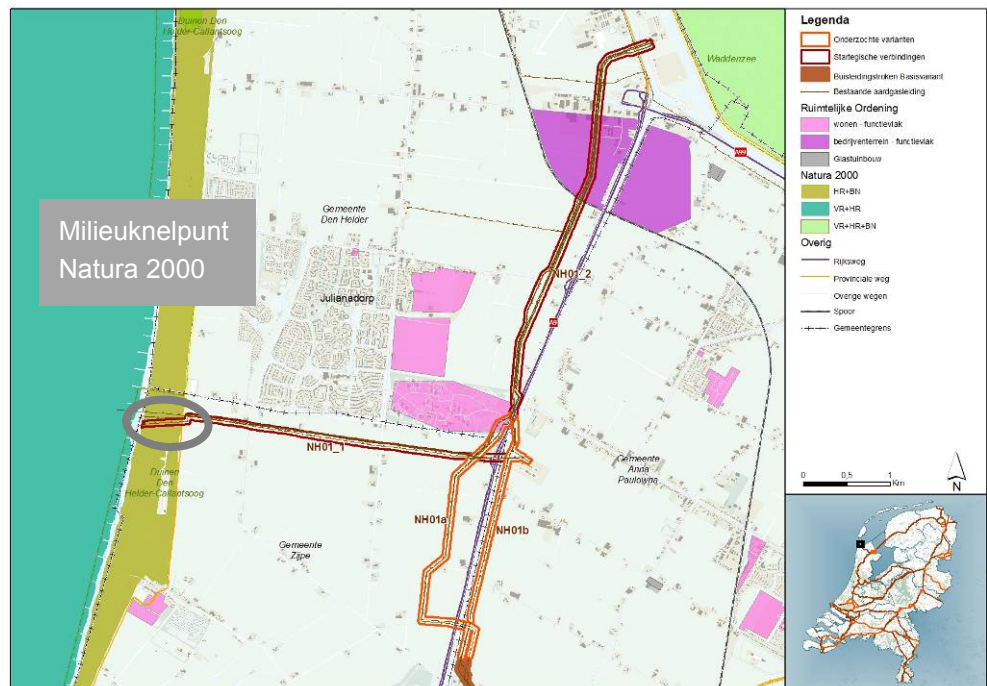 Duinen Den
Helder-Callantsoog
Waddenzee
A99
Gemeente
Den Helder
Milieuknelpunt
Natura 2000
Julianadorp
NH01_2
A9
NH01_1
Duinen
Den
Helder-Callantsoog
Gemeente
Anna
Paulowna
NH01a
NH01b
Gemeente
Zijpe
Legenda
Onderzochte varianten
Startegische verbindingen
Buisleidingstroken Basisvariant
Bestaande aardgasleiding
Ruimtelijke Ordening
wonen - functievlak
bedrijventerrein - functievlak
Glastuinbouw
Natura 2000
HR+BN
VR+HR
VR+HR+BN
Overig
Rijksweg
Provinciale weg
Overige wegen
Spoor
Gemeentegrens
0 0,5 1
Km
N